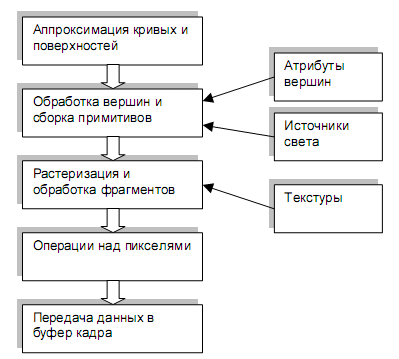 Аппроксимация кривых и
поверхностей
Обработка вершин и
сборка примитивов
Растеризация и
обработка фрагментов
Операции над пикселями
Передача данных в
буфер кадра
Атрибуты
вершин
Источники
света
Текстуры